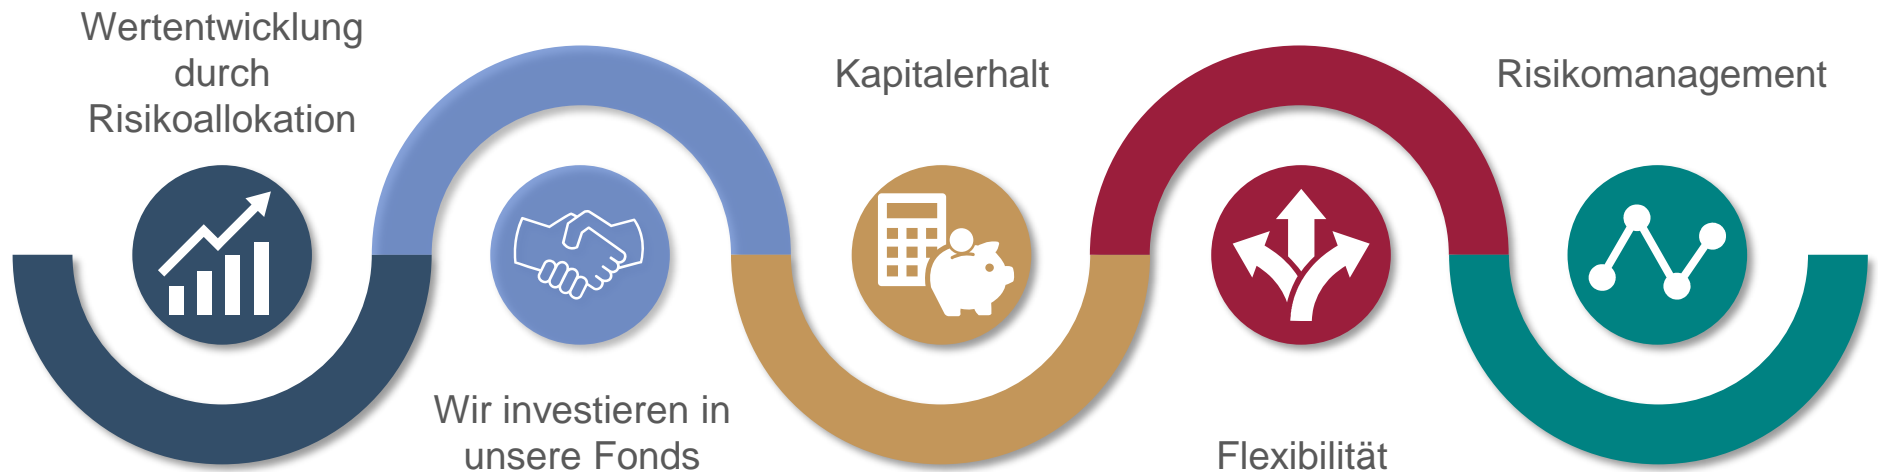 Wertentwicklung
durch
Risikoallokation
Wir investieren in
unsere Fonds
Kapitalerhalt
Flexibilität
Risikomanagement